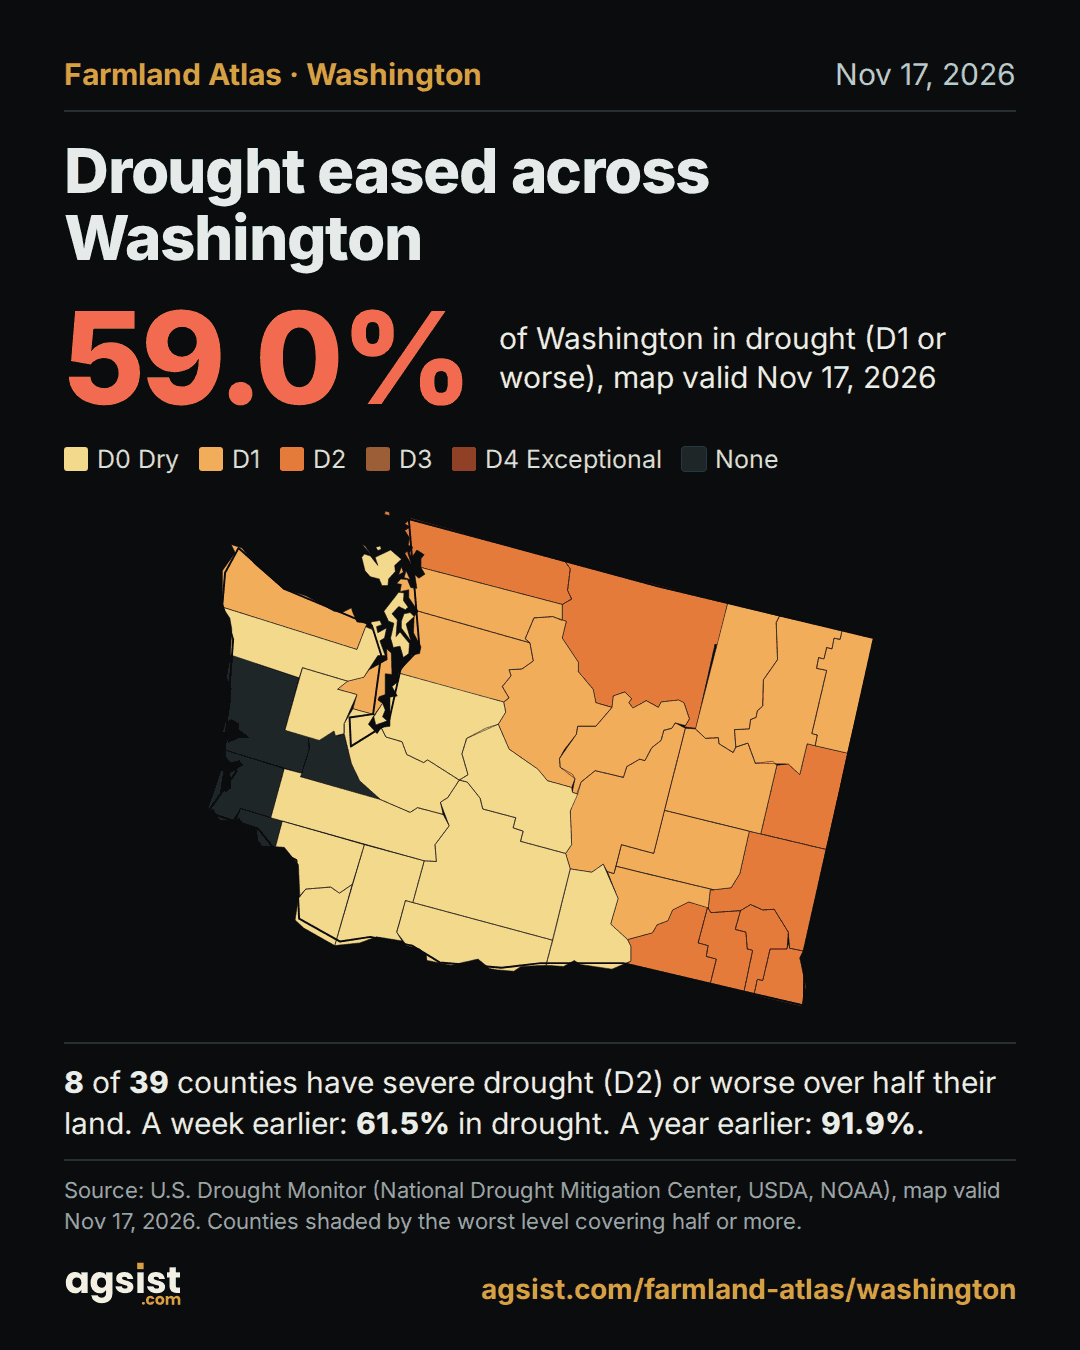 Farmland Atlas · Washington
Nov 17, 2026
Drought eased across
Washington
59.0%
of Washington in drought (D1 or
worse), map valid Nov 17, 2026
D0 Dry D1 D2 D3 D4 Exceptional None
8 of 39 counties have severe drought (D2) or worse over half their
land. A week earlier: 61.5% in drought. A year earlier: 91.9%.
Source: U.S. Drought Monitor (National Drought Mitigation Center, USDA, NOAA), map valid
Nov 17, 2026. Counties shaded by the worst level covering half or more.
agsist
.com
agsist.com/farmland-atlas/washington